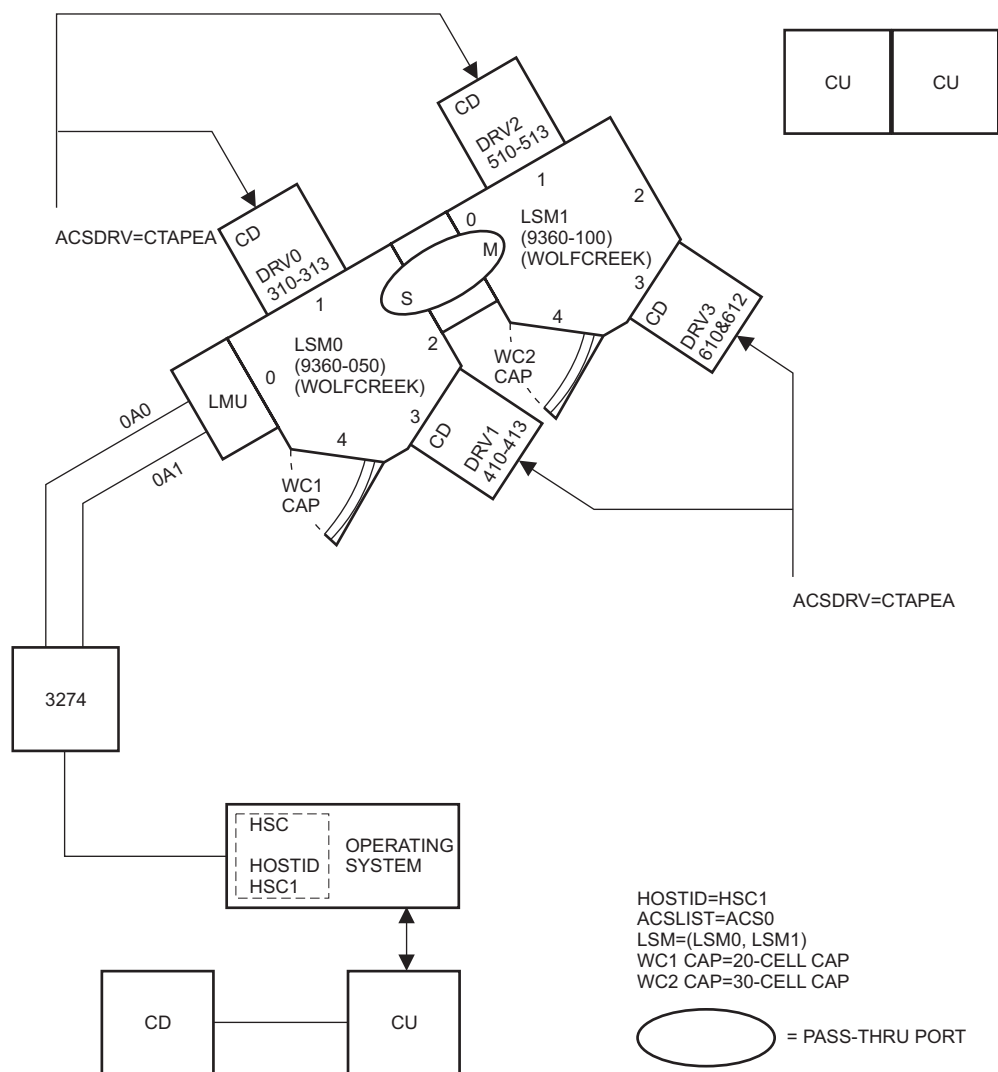 CU
CU
CD
DRV2
510-513
1
2
0
LSM1
(9360-100)
(WOLFCREEK)
M
3
4
ACSDRV=CTAPEA
CD
DRV0
310-313
1
S
LSM0
(9360-050)
(WOLFCREEK)
2
0
3
4
LMU
CD
DRV3
610&612
WC2
CAP
CD
DRV1
410-413
0A0
0A1
WC1
CAP
ACSDRV=CTAPEA
3274
HSC
HOSTID
HSC1
OPERATING
SYSTEM
CD
CU
HOSTID=HSC1
ACSLIST=ACS0
LSM=(LSM0, LSM1)
WC1 CAP=20-CELL CAP
WC2 CAP=30-CELL CAP
= PASS-THRU PORT